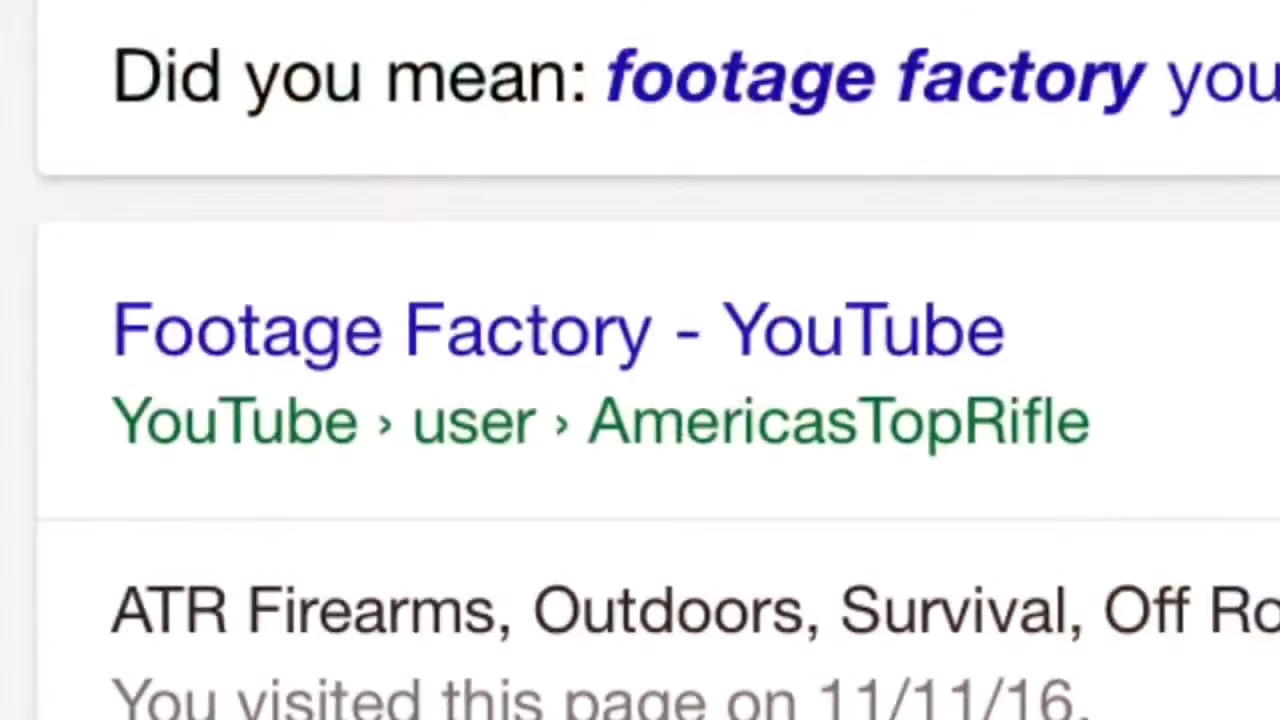 Did you mean: footage factory you
Footage Factory - YouTube
YouTube › user › AmericasTopRifle
ATR Firearms, Outdoors, Survival, Off Ro
You visited this page on 11/11/16.